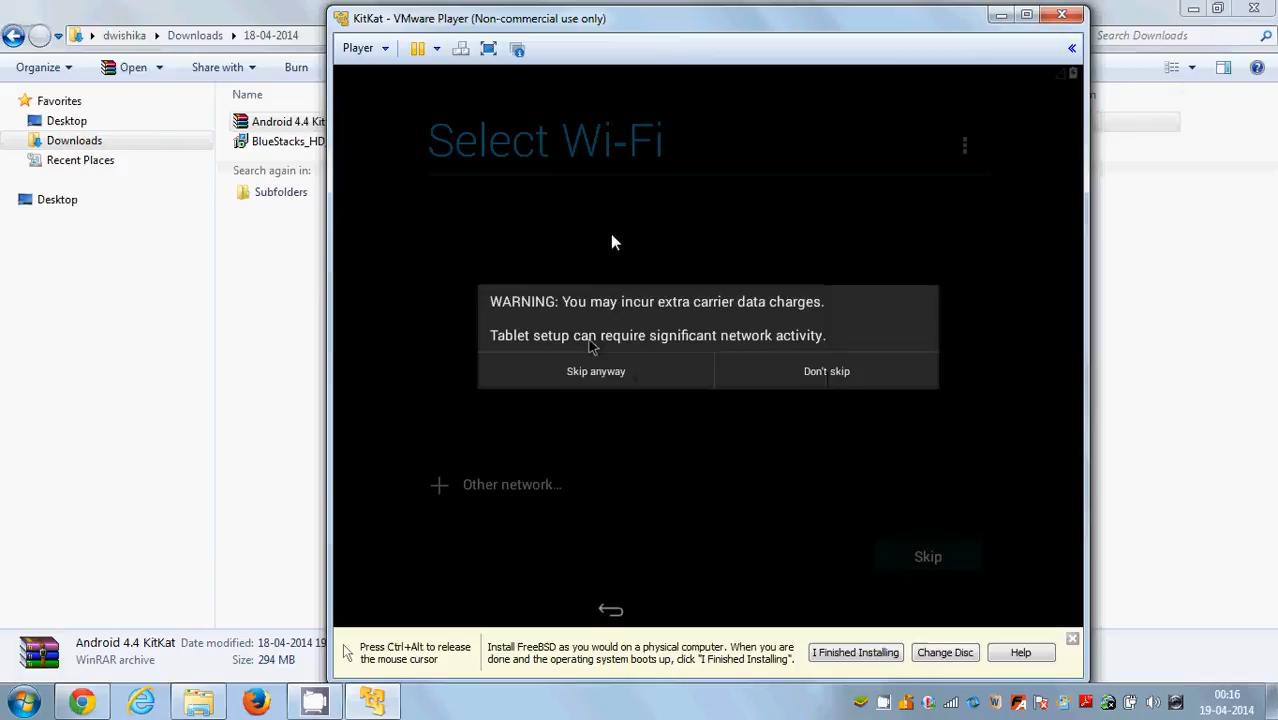 KitKat - VMware Player (Non-commercial use only)
dwishika
Downloads
18-04-2014
Search Downloads
Player
Organize
Open
Share with
Burn
Favorites
Desktop
Downloads
Recent Places
Desktop
Name
Android 4.4 Kit
BlueStacks_HD_
Search again in:
Subfolders
Select Wi-Fi
WARNING: You may incur extra carrier data charges.
Tablet setup can require significant network activity.
Skip anyway
Don't skip
Other network...
Skip
Press Ctrl+Alt to release
the mouse cursor
Install FreeBSD as you would on a physical computer. When you are
done and the operating system boots up, click "I Finished Installing".
I Finished Installing
Change Disc
Help
Android 4.4 KitKat
Date modified: 18-04-2014 19
WinRAR archive
Size: 294 MB
00:16
19-04-2014